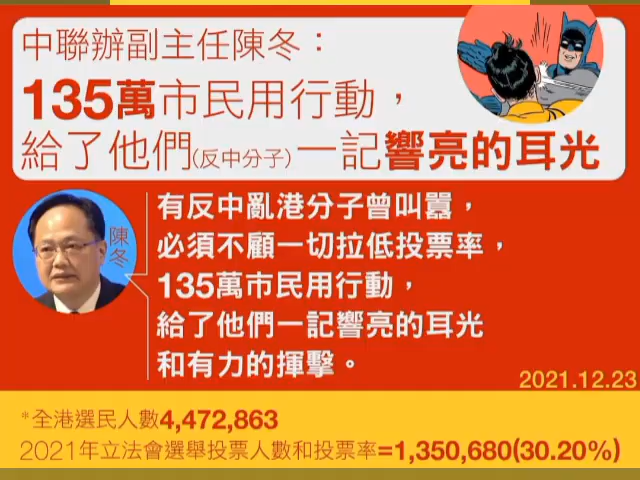 中聯辦副主任陳冬：
135萬市民用行動，
給了他們(反中分子)一記響亮的耳光
陳冬
有反中亂港分子曾叫囂，
必須不顧一切拉低投票率，
135萬市民用行動，
給了他們一記響亮的耳光
和有力的揮擊。
2021.12.23
*全港選民人數4,472,863
2021年立法會選舉投票人數和投票率=1,350,680(30.20%)